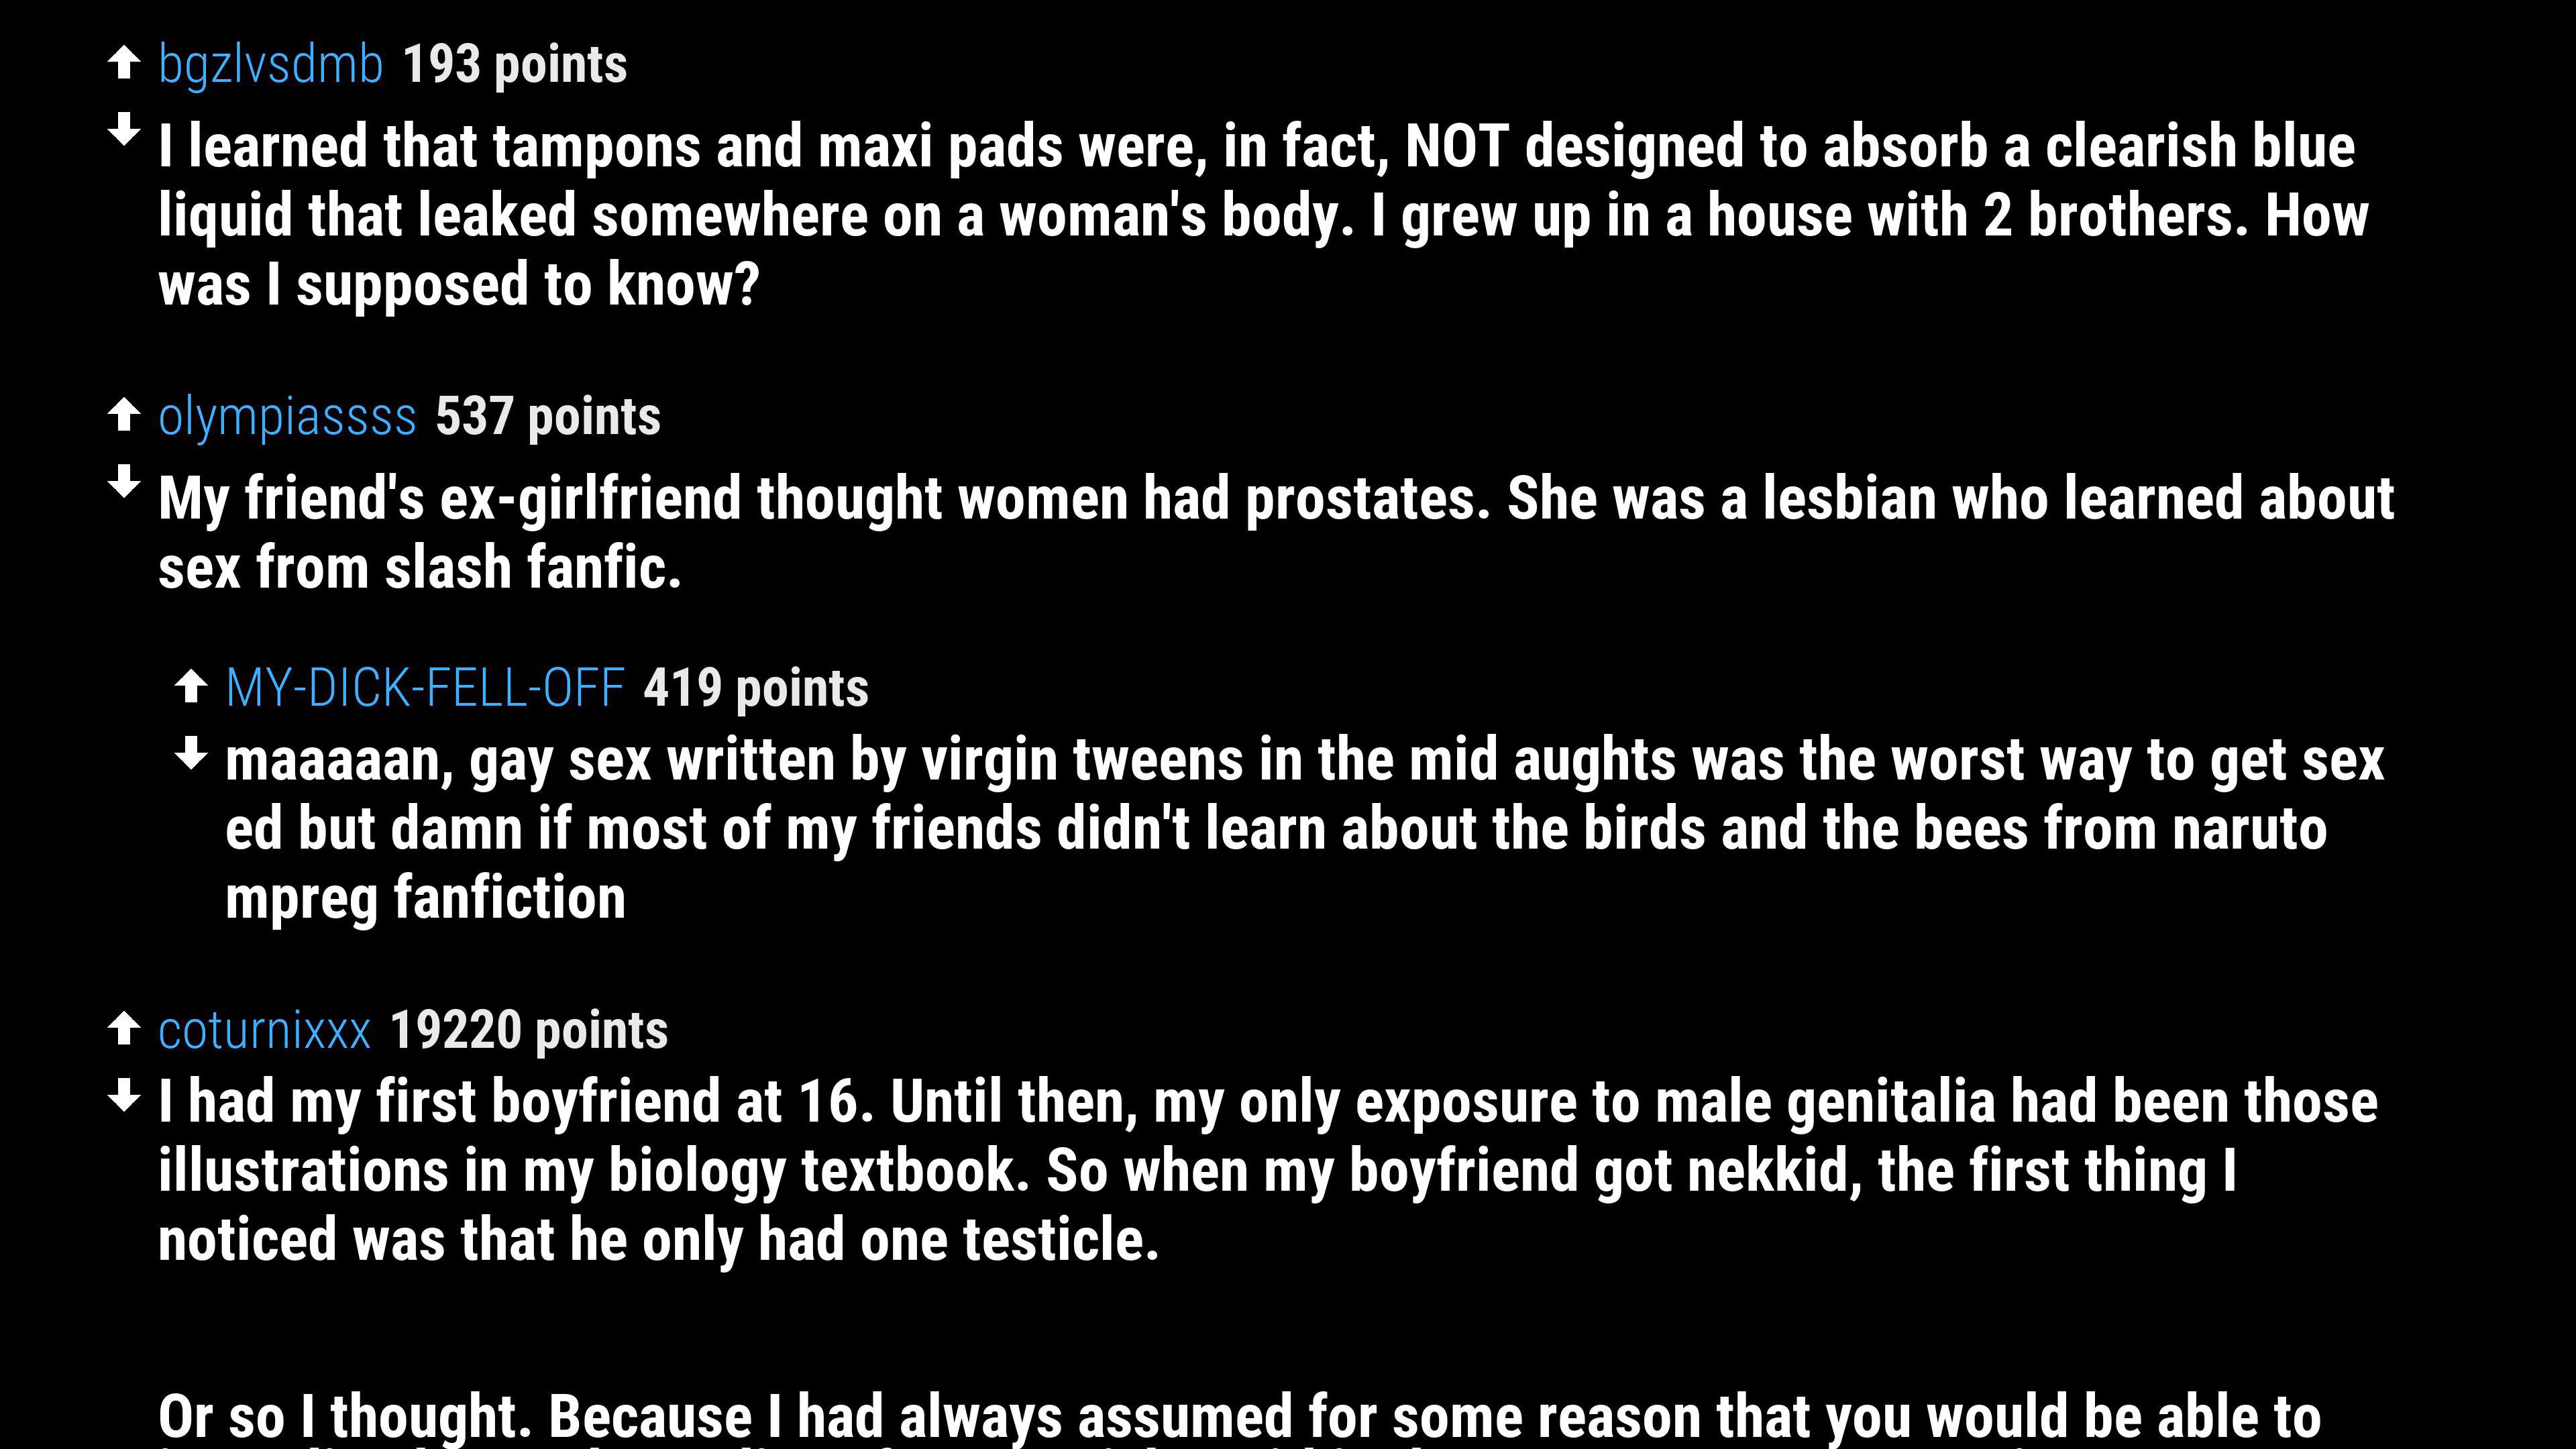 bgzlvsdmb 193 points
I learned that tampons and maxi pads were, in fact, NOT designed to absorb a clearish blue
liquid that leaked somewhere on a woman's body. I grew up in a house with 2 brothers. How
was I supposed to know?
olympiassss 537 points
My friend's ex-girlfriend thought women had prostates. She was a lesbian who learned about
sex from slash fanfic.
MY-DICK-FELL-OFF 419 points
maaaaan, gay sex written by virgin tweens in the mid aughts was the worst way to get sex
ed but damn if most of my friends didn't learn about the birds and the bees from naruto
mpreg fanfiction
coturnixxx 19220 points
I had my first boyfriend at 16. Until then, my only exposure to male genitalia had been those
illustrations in my biology textbook. So when my boyfriend got nekkid, the first thing I
noticed was that he only had one testicle.
Or so I thought. Because I had always assumed for some reason that you would be able to